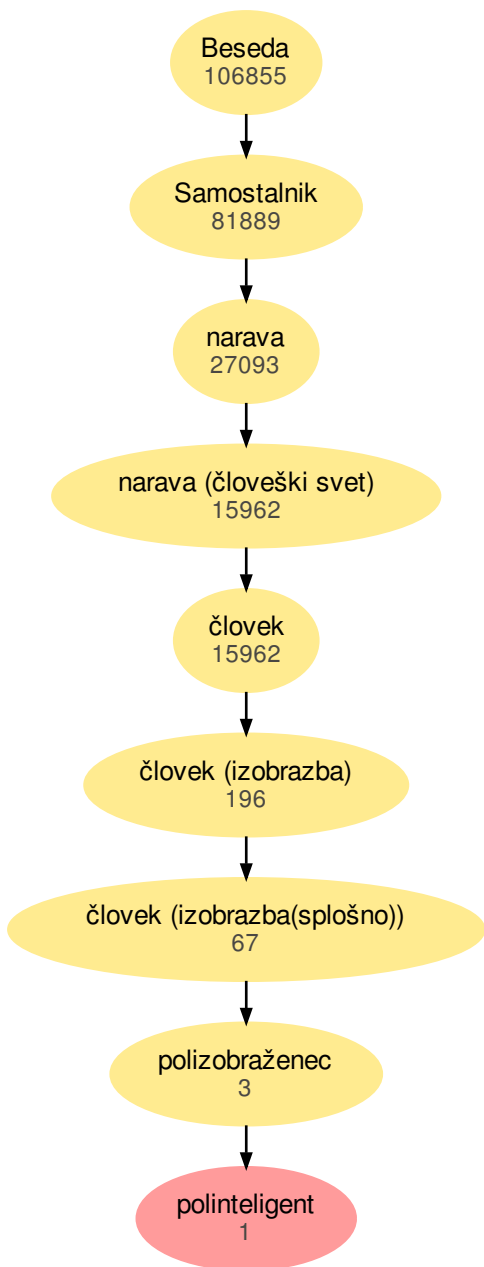 Beseda
106855
Samostalnik
81889
narava
27093
narava (človeški svet)
15962
človek
15962
človek (izobrazba)
196
človek (izobrazba(splošno))
67
polizobraženec
3
polinteligent
1